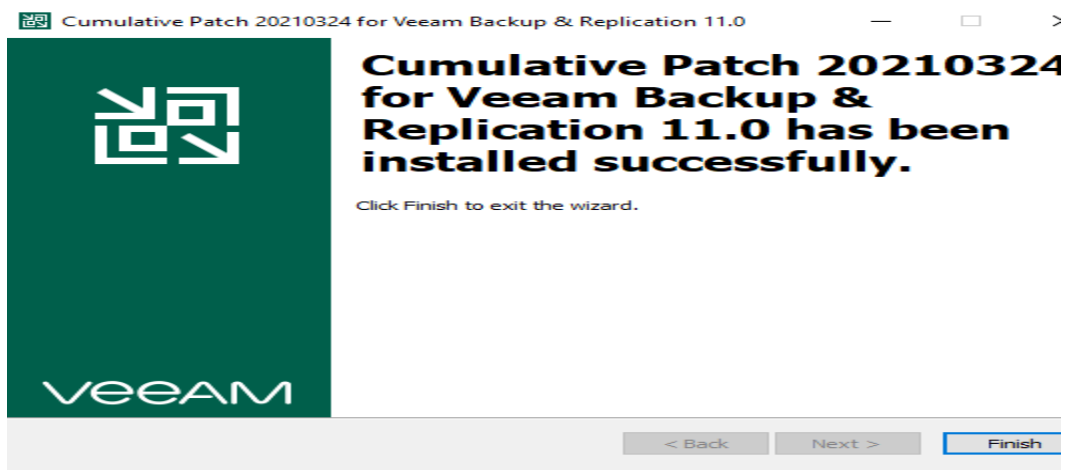 Cumulative Patch 20210324 for Veeam Backup & Replication 11.0
Cumulative Patch 20210324
for Veeam Backup &
Replication 11.0 has been
installed successfully.
Click Finish to exit the wizard.
veeAM
< Back Next > Finish